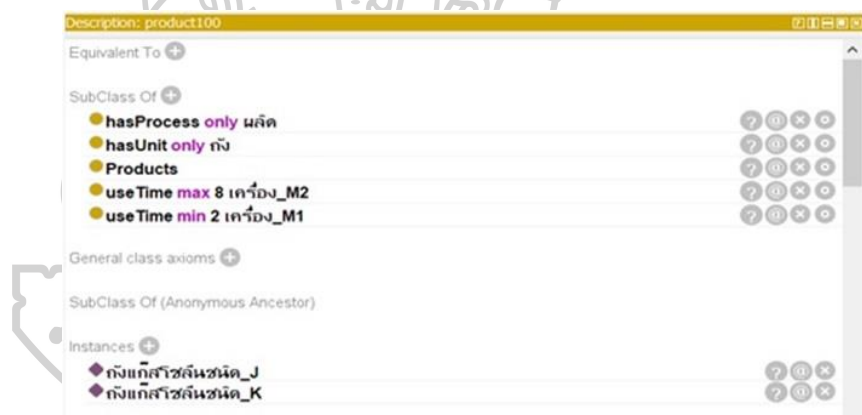 Description: product100
Equivalent To
SubClass Of
hasProcess only ผลิต
hasUnit only ถัง
Products
useTime max 8 เครื่อง_M2
useTime min 2 เครื่อง_M1
General class axioms
SubClass Of (Anonymous Ancestor)
Instances
ถังแก๊สโซลีนชนิด_J
ถังแก๊สโซลีนชนิด_K